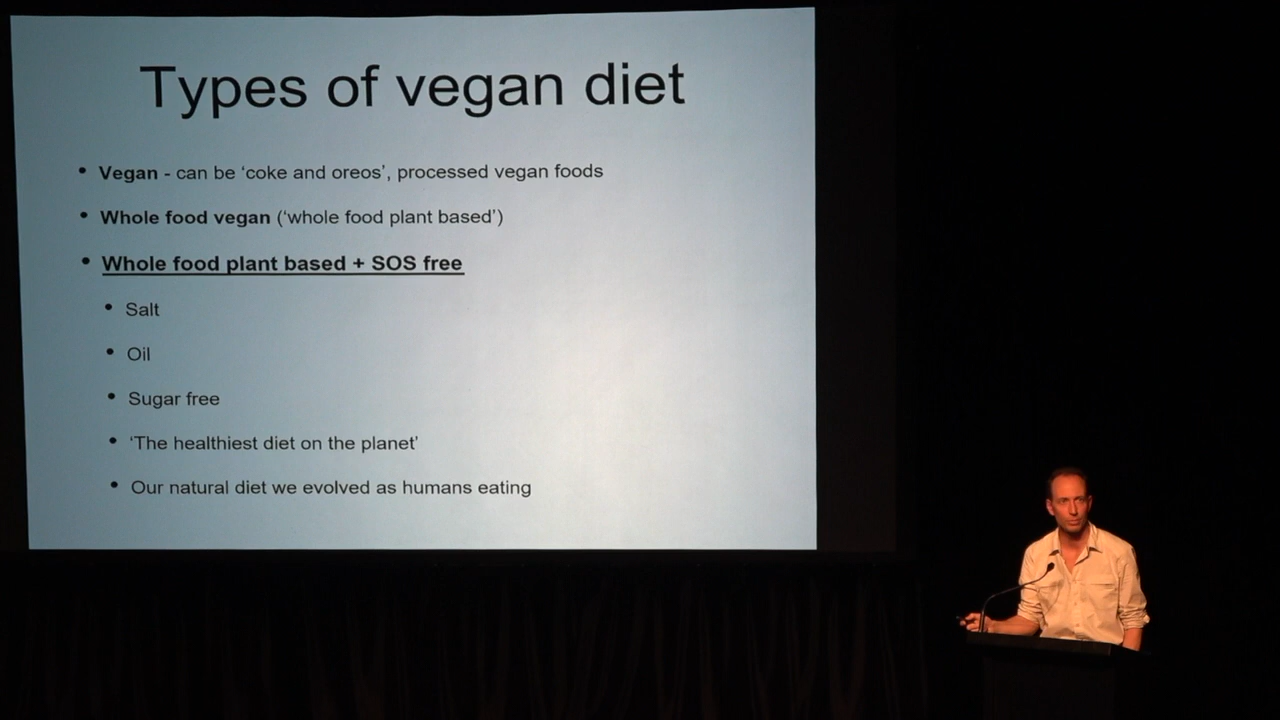 Types of vegan diet
• Vegan - can be ‘coke and oreos’, processed vegan foods
• Whole food vegan (‘whole food plant based’)
• Whole food plant based + SOS free
• Salt
• Oil
• Sugar free
• ‘The healthiest diet on the planet’
• Our natural diet we evolved as humans eating